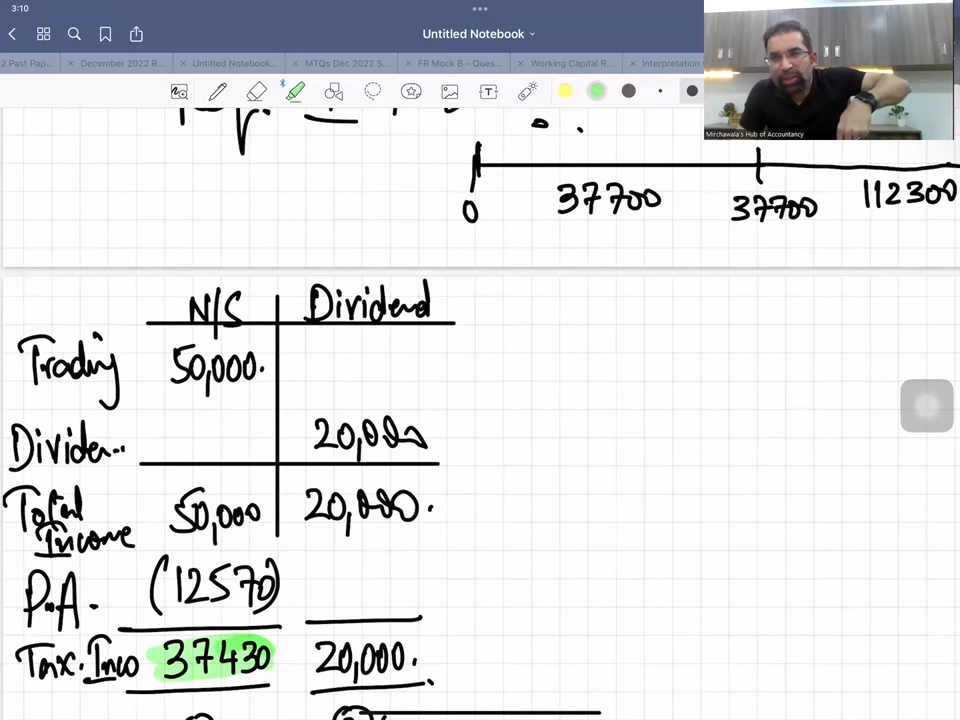 3:10
Untitled Notebook
2 Past Pap...
December 2022 R...
Untitled Notebook...
MTQs Dec 2022 S...
FR Mock B - Ques...
Working Capital R...
Interpretation
Mirchawala's Hub of Accountancy
0 37700 37700 112300
N/S Dividend
Trading 50,000.
Dividen.. 20,000
Total Income 50,000 20,000.
P.A. (12570)
Tax. Inco 37430 20,000.